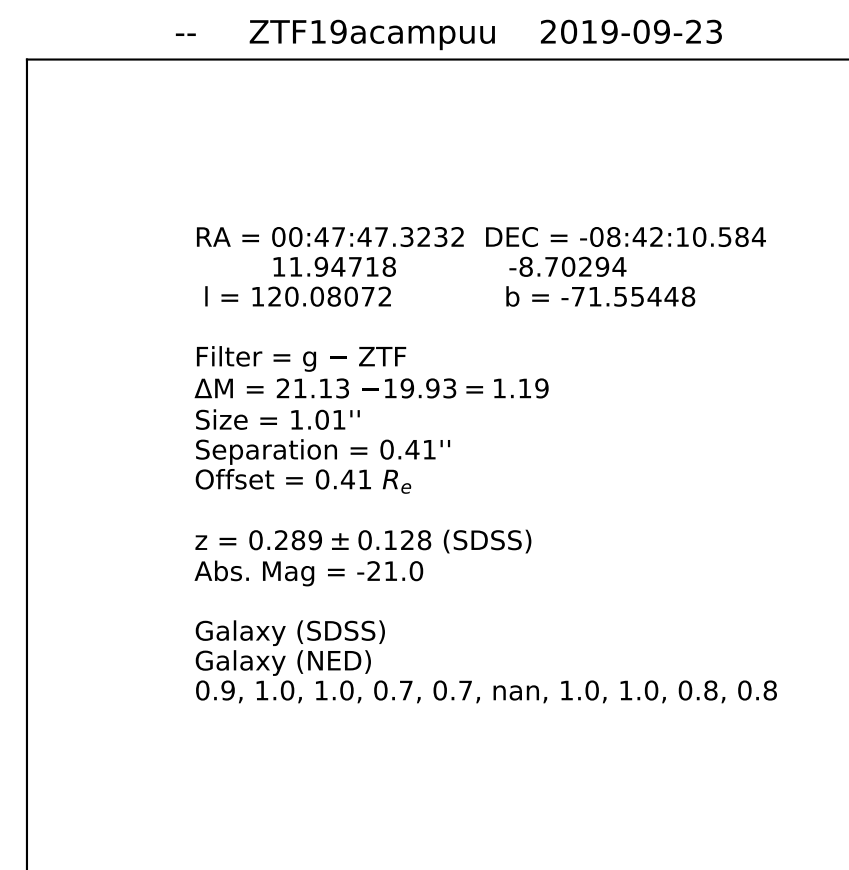 -- ZTF19acampuu 2019-09-23
RA = 00:47:47.3232 DEC = -08:42:10.584
11.94718 -8.70294
l = 120.08072 b = -71.55448
Filter = g − ZTF
ΔM = 21.13 −19.93 = 1.19
Size = 1.01''
Separation = 0.41''
Offset = 0.41 Re
z = 0.289 ± 0.128 (SDSS)
Abs. Mag = -21.0
Galaxy (SDSS)
Galaxy (NED)
0.9, 1.0, 1.0, 0.7, 0.7, nan, 1.0, 1.0, 0.8, 0.8